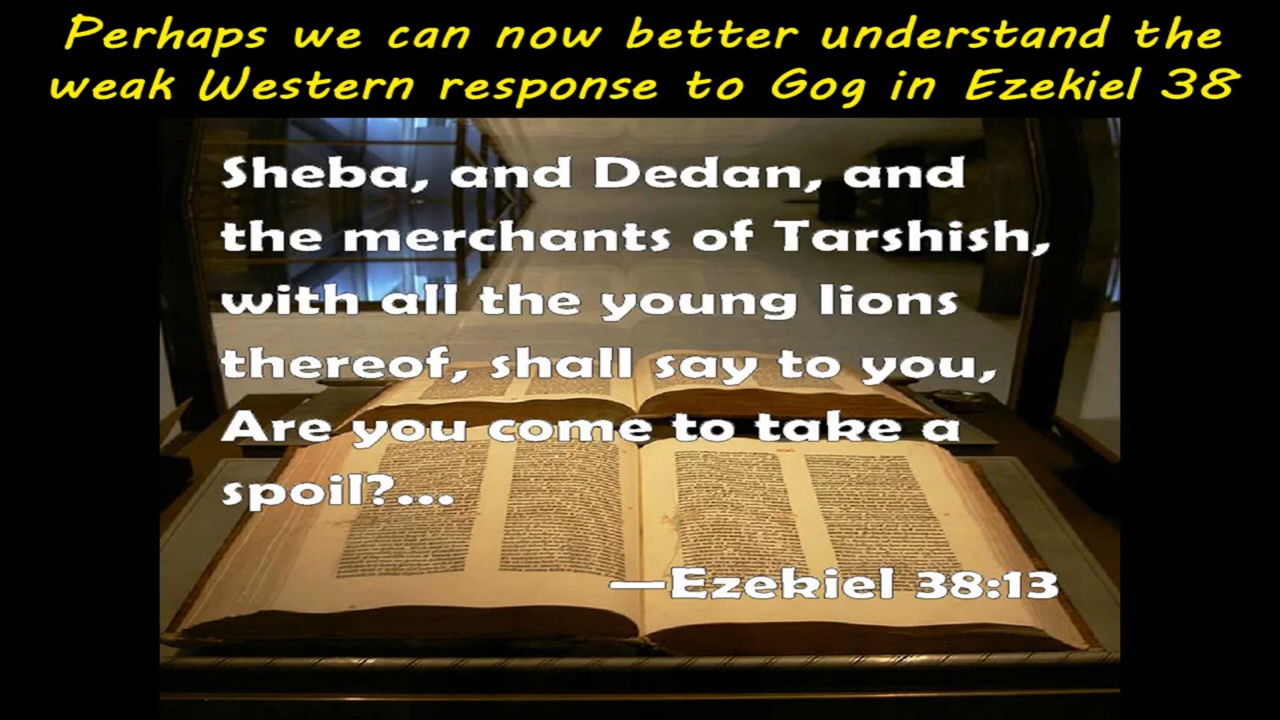 Perhaps we can now better understand the
weak Western response to Gog in Ezekiel 38
Sheba, and Dedan, and
the merchants of Tarshish,
with all the young lions
thereof, shall say to you,
Are you come to take a
spoil?...
—Ezekiel 38:13